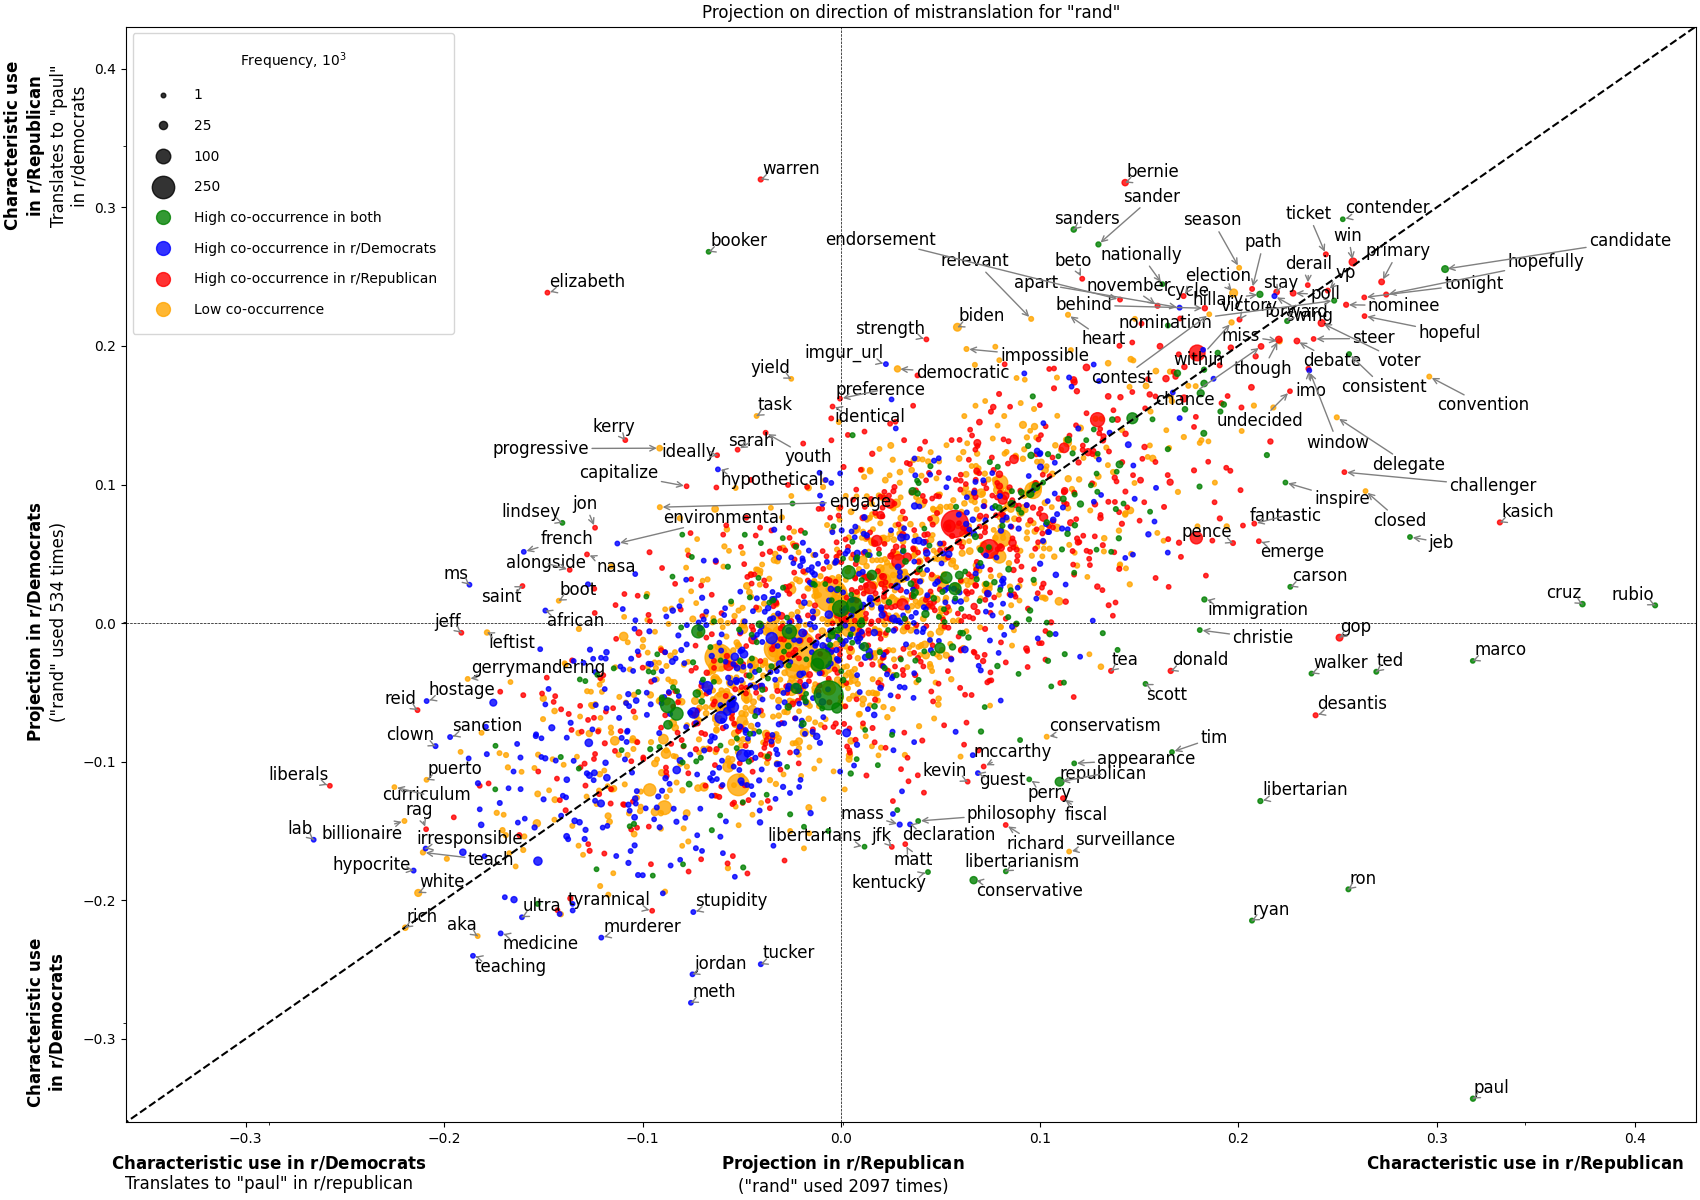 Projection on direction of mistranslation for "rand"
Frequency, 10³
1
25
100
250
High co-occurrence in both
High co-occurrence in r/Democrats
High co-occurrence in r/Republican
Low co-occurrence
Characteristic use
in r/Republican
Translates to "paul"
in r/democrats
Projection in r/Democrats
("rand" used 534 times)
Characteristic use
in r/Democrats
0.4
0.3
0.2
0.1
0.0
−0.1
−0.2
−0.3
warren
bernie
sander
sanders
season
ticket
contender
booker
endorsement
nationally
path
win
primary
candidate
relevant
beto
derail
vp
hopefully
elizabeth
apart
november
election
stay
tonight
behind
cycle
hillary
victory
poll
forward
swing
nominee
biden
nomination
strength
heart
miss
steer
hopeful
imgur_url
impossible
within
debate
voter
yield
democratic
contest
though
consistent
preference
imo
convention
task
identical
chance
undecided
kerry
progressive
ideally
sarah
youth
window
capitalize
hypothetical
delegate
engage
challenger
lindsey
jon
environmental
inspire
fantastic
closed
kasich
french
pence
jeb
alongside
nasa
emerge
ms
saint
boot
carson
cruz
rubio
jeff
african
immigration
leftist
christie
gop
gerrymandering
tea
donald
walker
ted
marco
reid
hostage
scott
desantis
clown
sanction
conservatism
tim
liberals
puerto
mccarthy
appearance
curriculum
kevin
guest
republican
libertarian
rag
perry
lab
billionaire
irresponsible
mass
philosophy
fiscal
libertarians
jfk
declaration
richard
surveillance
hypocrite
teach
matt
libertarianism
white
kentucky
conservative
ron
rich
ultra
tyrannical
stupidity
ryan
aka
medicine
murderer
teaching
jordan
tucker
meth
paul
−0.3
−0.2
−0.1
0.0
0.1
0.2
0.3
0.4
Characteristic use in r/Democrats
Translates to "paul" in r/republican
Projection in r/Republican
("rand" used 2097 times)
Characteristic use in r/Republican